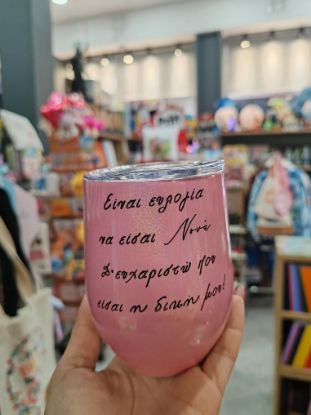 Είναι ευλογία
να είσαι Νονά
Σ'ευχαριστώ που
είσαι η δική μου!